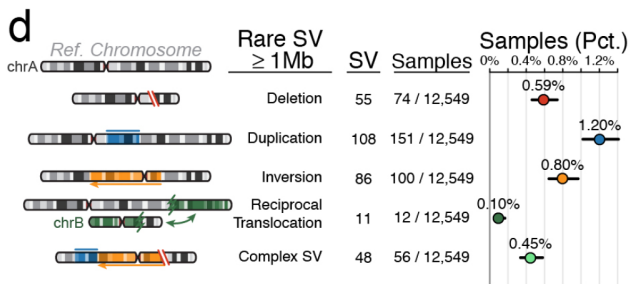 d
Ref. Chromosome
chrA
Rare SV
≥ 1Mb
SV
Samples
Samples (Pct.)
0% 0.4% 0.8% 1.2%
Deletion 55 74 / 12,549 0.59%
Duplication 108 151 / 12,549 1.20%
Inversion 86 100 / 12,549 0.80%
Reciprocal
Translocation 11 12 / 12,549 0.10%
chrB
Complex SV 48 56 / 12,549 0.45%